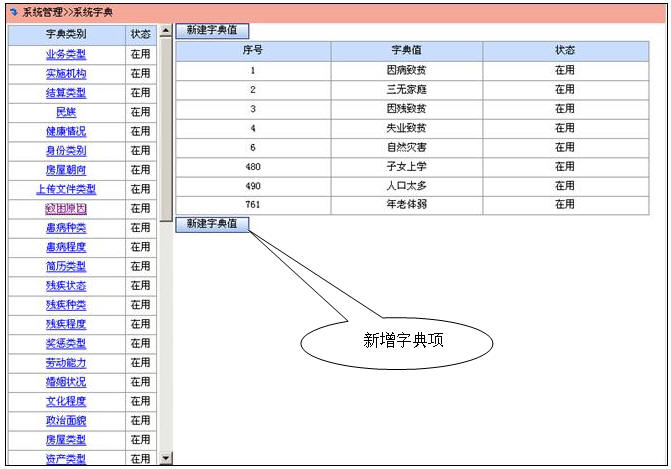 系统管理>>系统字典
字典类别 状态
业务类型 在用
实施机构 在用
结算类型 在用
民族 在用
健康情况 在用
身份类别 在用
房屋朝向 在用
上传文件类型 在用
致困原因 在用
患病种类 在用
患病程度 在用
简历类型 在用
残疾状态 在用
残疾种类 在用
残疾程度 在用
奖惩类型 在用
劳动能力 在用
婚姻状况 在用
文化程度 在用
政治面貌 在用
房屋类型 在用
资产类型 在用
新建字典值
序号 字典值 状态
1 因病致贫 在用
2 三无家庭 在用
3 因残致贫 在用
4 失业致贫 在用
6 自然灾害 在用
480 子女上学 在用
490 人口太多 在用
761 年老体弱 在用
新建字典值
新增字典项